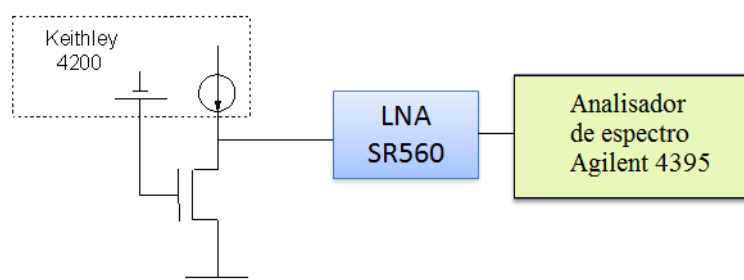 Keithley
4200
LNA
SR560
Analisador
de espectro
Agilent 4395